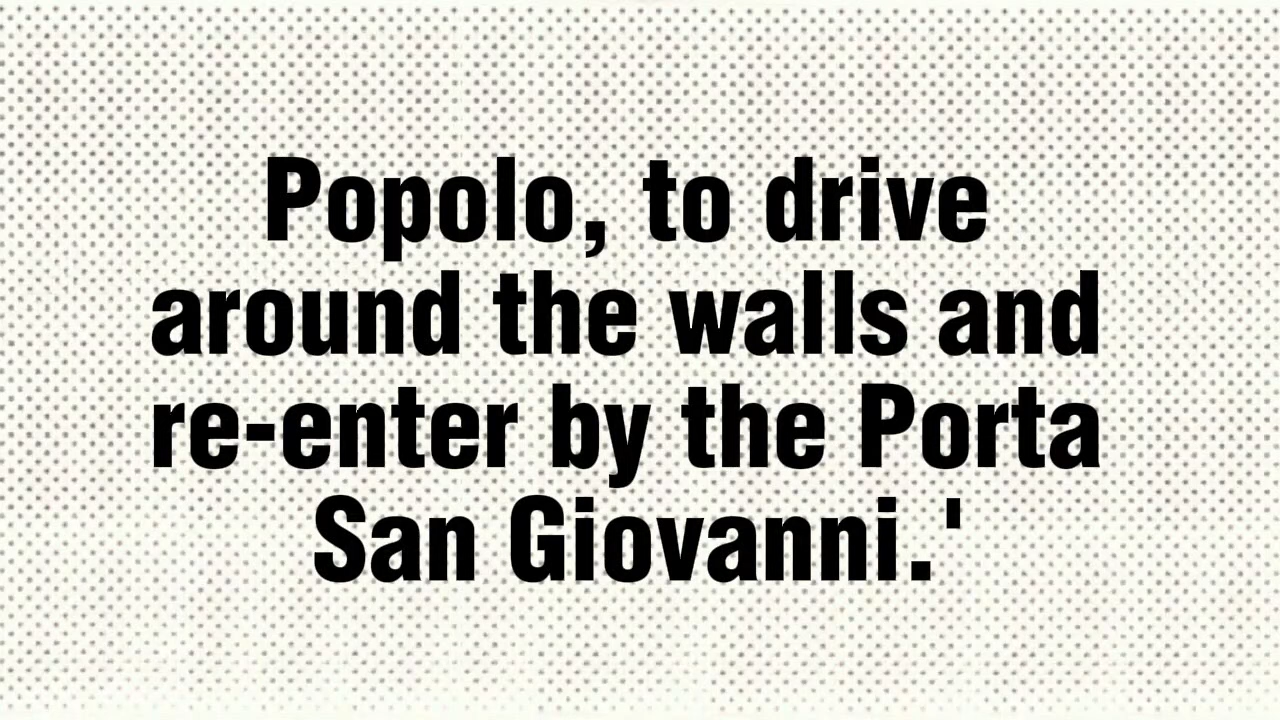 Popolo, to drive
around the walls and
re-enter by the Porta
San Giovanni.'